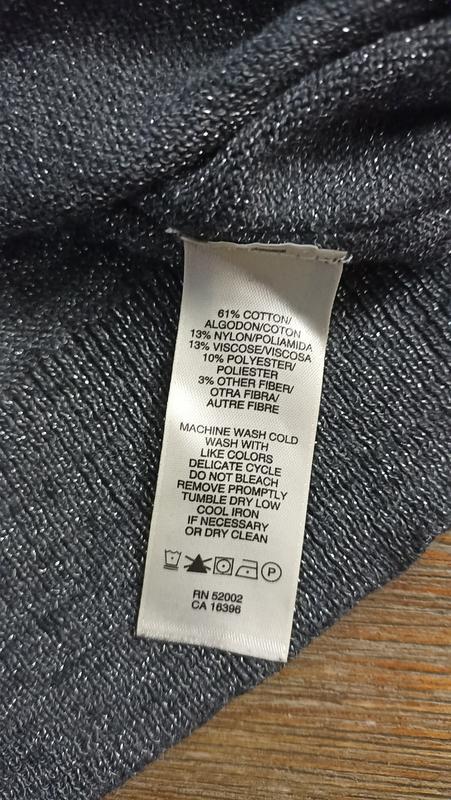 61% COTTON/
ALGODON/COTON
13% NYLON/POLIAMIDA
13% VISCOSE/VISCOSA
10% POLYESTER/
POLIESTER
3% OTHER FIBER/
OTRA FIBRA/
AUTRE FIBRE
MACHINE WASH COLD
WASH WITH
LIKE COLORS
DELICATE CYCLE
DO NOT BLEACH
REMOVE PROMPTLY
TUMBLE DRY LOW
COOL IRON
IF NECESSARY
OR DRY CLEAN
P
RN 52002
CA 16396